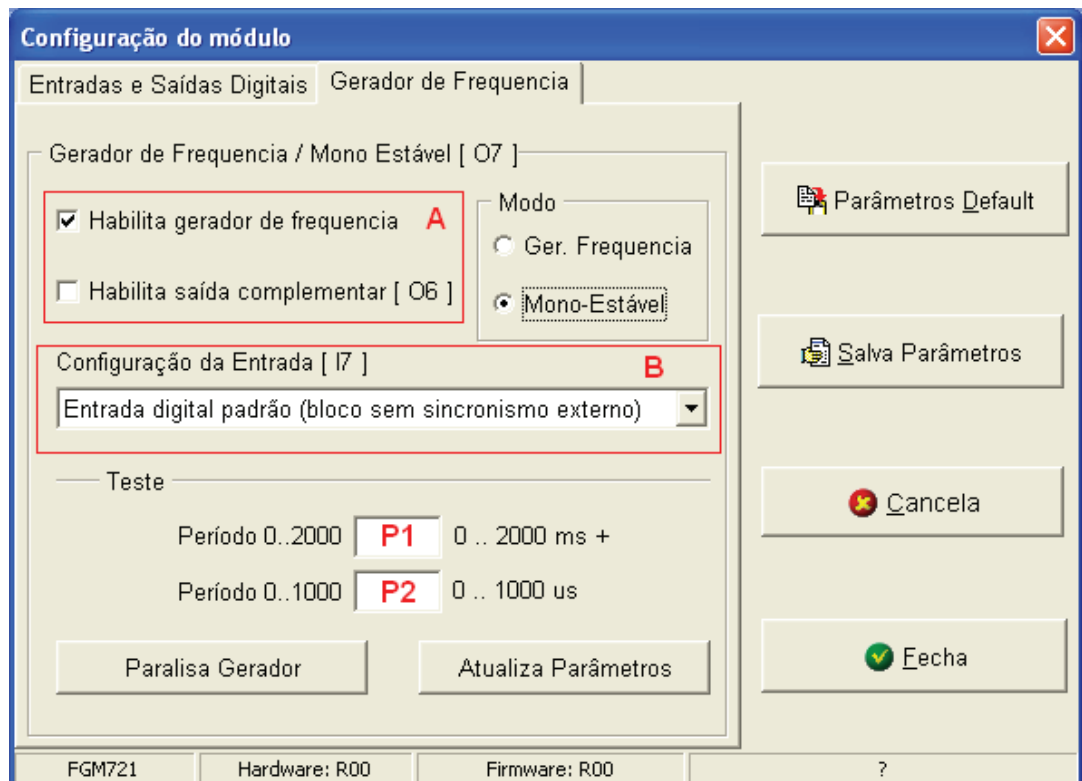 Configuração do módulo
Entradas e Saídas Digitais
Gerador de Frequencia
Gerador de Frequencia / Mono Estável [ O7 ]
Habilita gerador de frequencia
A
Habilita saída complementar [ O6 ]
Modo
Ger. Frequencia
Mono-Estável
Configuração da Entrada [ I7 ]
B
Entrada digital padrão (bloco sem sincronismo externo)
Teste
Período 0..2000 P1 0 .. 2000 ms +
Período 0..1000 P2 0 .. 1000 us
Paralisa Gerador
Atualiza Parâmetros
Parâmetros Default
Salva Parâmetros
Cancela
Fecha
FGM721
Hardware: R00
Firmware: R00
?